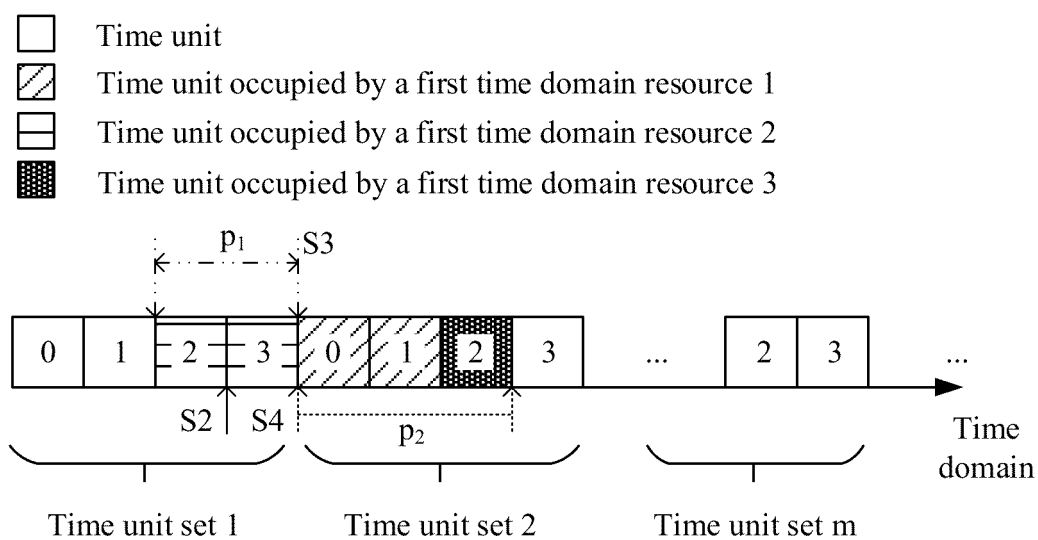 Time unit
Time unit occupied by a first time domain resource 1
Time unit occupied by a first time domain resource 2
Time unit occupied by a first time domain resource 3
p₁ S3
0 1 2 3 0 1 2 3 ... 2 3 ...
S2 S4 p₂ Time
domain
Time unit set 1 Time unit set 2 Time unit set m